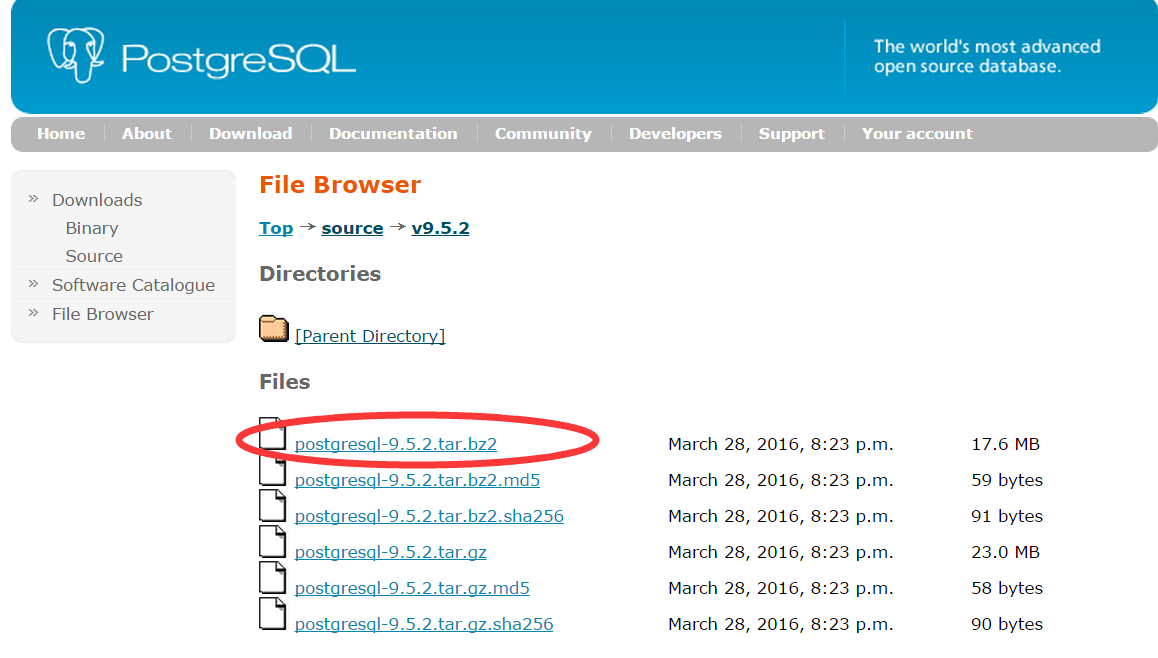 PostgreSQL
The world's most advanced
open source database.
Home About Download Documentation Community Developers Support Your account
» Downloads
Binary
Source
» Software Catalogue
» File Browser
File Browser
Top → source → v9.5.2
Directories
[Parent Directory]
Files
postgresql-9.5.2.tar.bz2 March 28, 2016, 8:23 p.m. 17.6 MB
postgresql-9.5.2.tar.bz2.md5 March 28, 2016, 8:23 p.m. 59 bytes
postgresql-9.5.2.tar.bz2.sha256 March 28, 2016, 8:23 p.m. 91 bytes
postgresql-9.5.2.tar.gz March 28, 2016, 8:23 p.m. 23.0 MB
postgresql-9.5.2.tar.gz.md5 March 28, 2016, 8:23 p.m. 58 bytes
postgresql-9.5.2.tar.gz.sha256 March 28, 2016, 8:23 p.m. 90 bytes